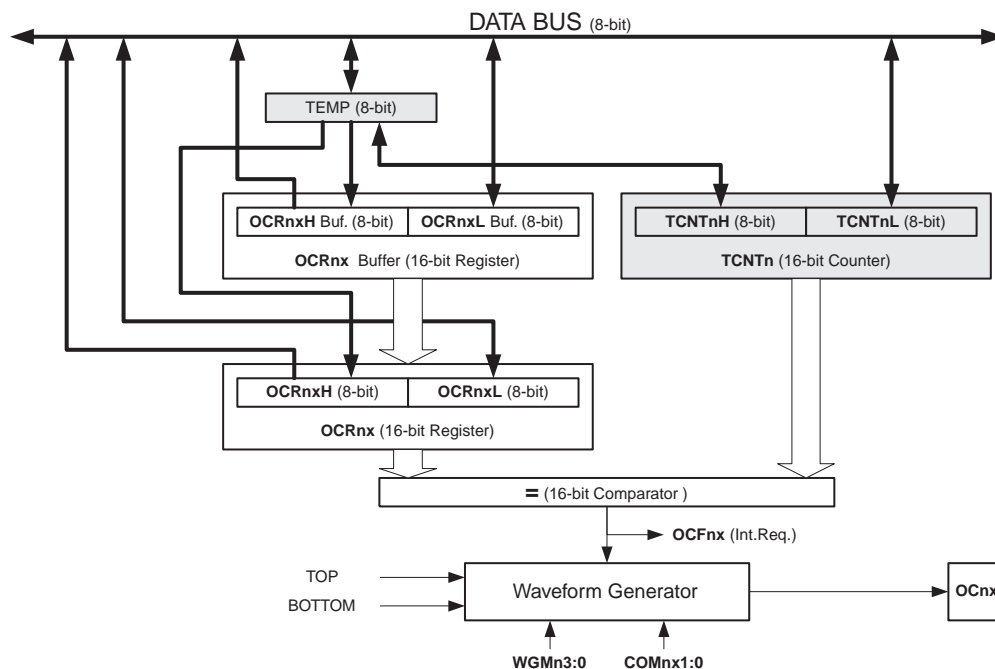 DATA BUS (8-bit)
TEMP (8-bit)
OCRnxH Buf. (8-bit) OCRnxL Buf. (8-bit)
OCRnx Buffer (16-bit Register)
TCNTnH (8-bit) TCNTnL (8-bit)
TCNTn (16-bit Counter)
OCRnxH (8-bit) OCRnxL (8-bit)
OCRnx (16-bit Register)
= (16-bit Comparator )
OCFnx (Int.Req.)
TOP
BOTTOM
Waveform Generator
OCnx
WGMn3:0 COMnx1:0